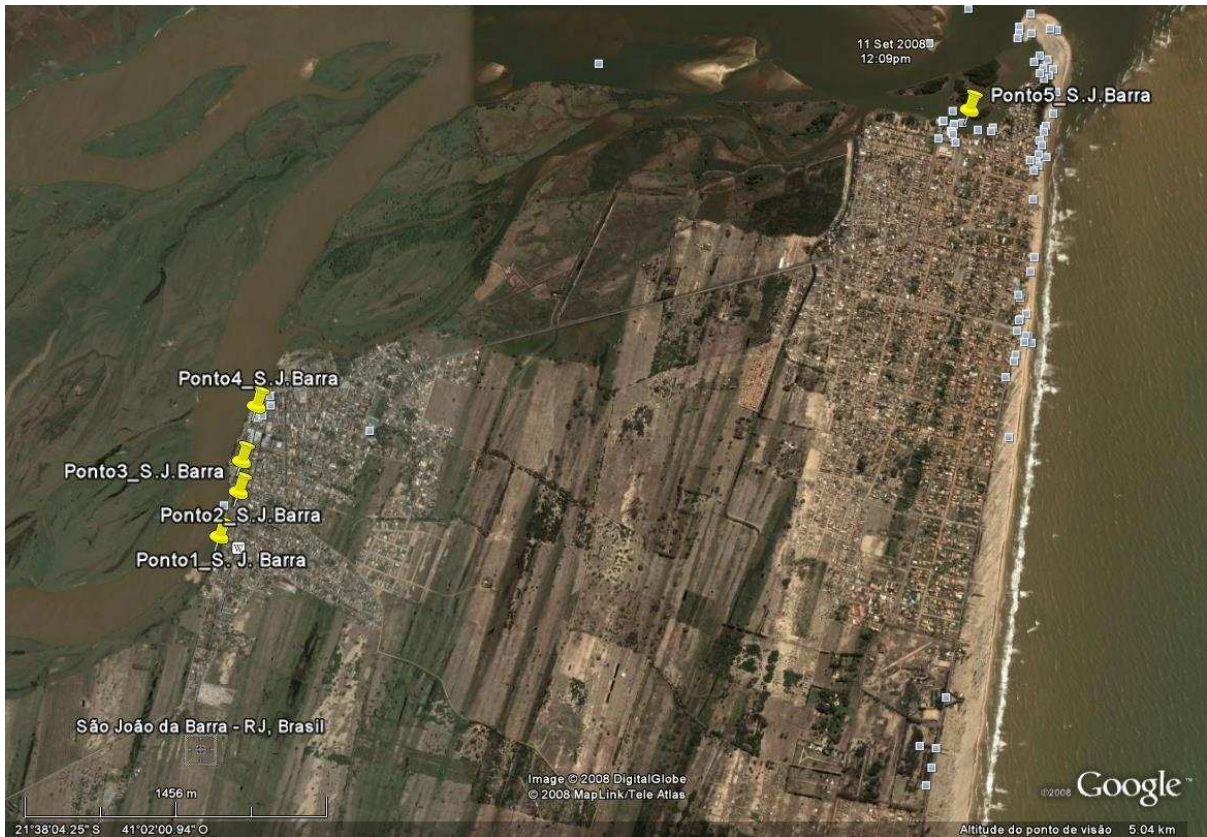 11 Set 2008
12:09pm
Ponto5_S.J.Barra
Ponto4_S.J.Barra
Ponto3_S.J.Barra
Ponto2_S.J.Barra
Ponto1_S. J. Barra
W
São João da Barra - RJ, Brasil
1456 m
Image © 2008 DigitalGlobe
© 2008 MapLink/Tele Atlas
©2008 Google™
21°38'04.25" S 41°02'00.94" O
Altitude do ponto de visão 5.04 km